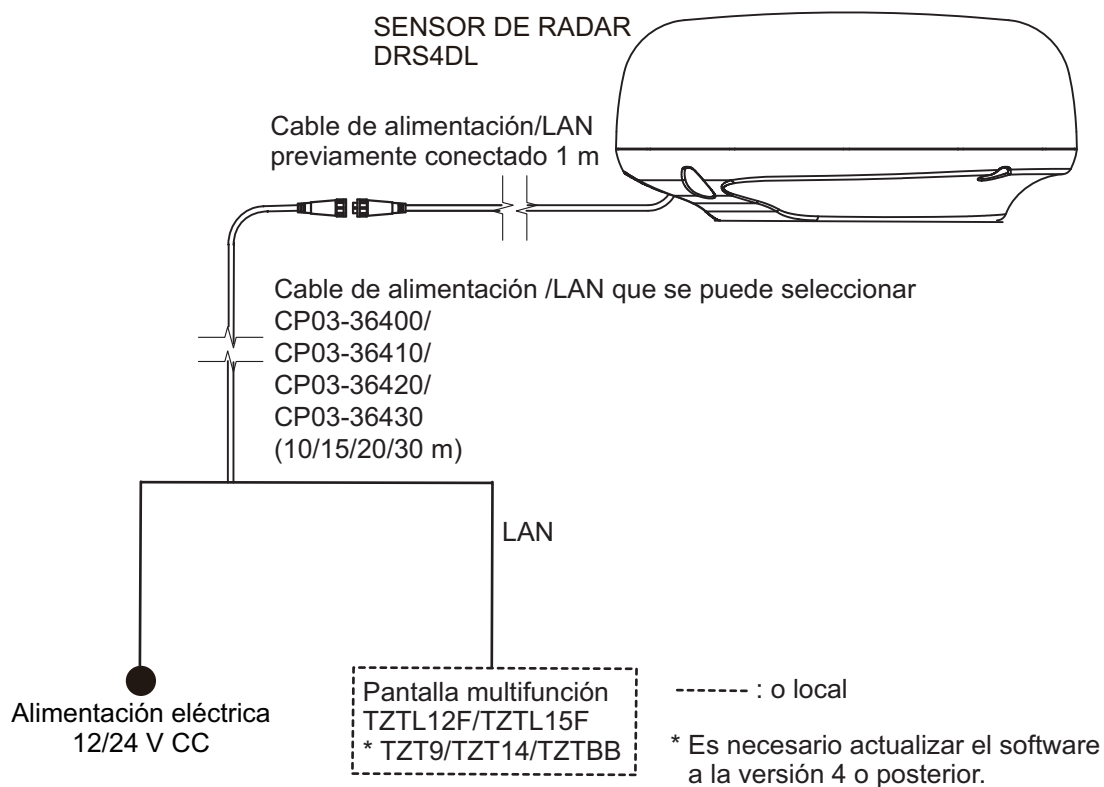 SENSOR DE RADAR
DRS4DL
Cable de alimentación/LAN
previamente conectado 1 m
Cable de alimentación /LAN que se puede seleccionar
CP03-36400/
CP03-36410/
CP03-36420/
CP03-36430
(10/15/20/30 m)
LAN
Alimentación eléctrica
12/24 V CC
Pantalla multifunción
TZTL12F/TZTL15F
* TZT9/TZT14/TZTBB
-------- : o local
* Es necesario actualizar el software
a la versión 4 o posterior.